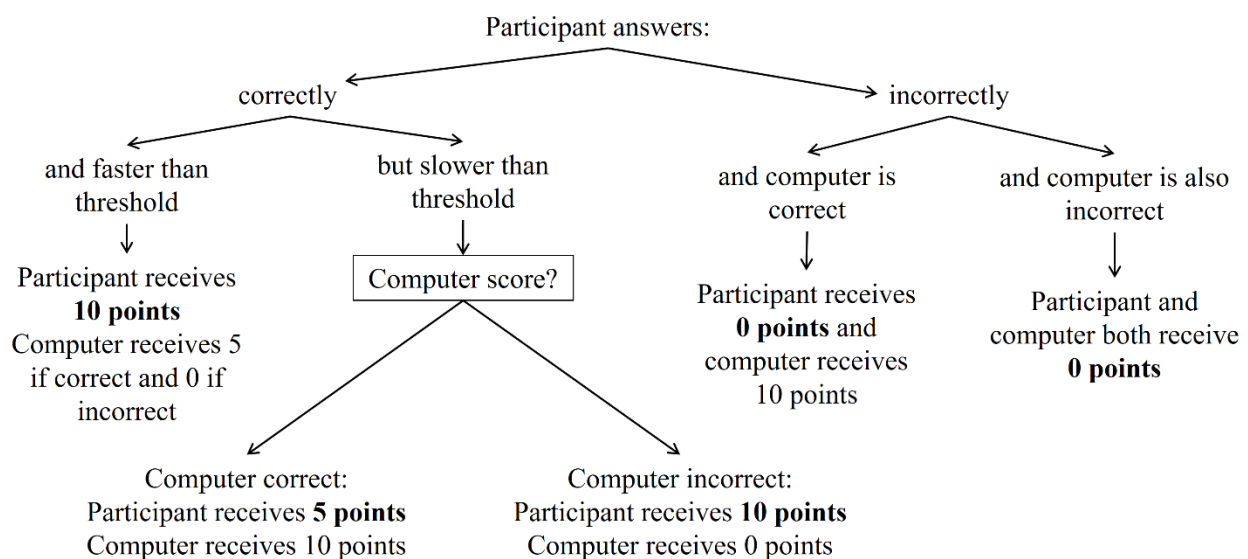 Participant answers:
correctly
incorrectly
and faster than
threshold
but slower than
threshold
and computer is
correct
and computer is also
incorrect
Participant receives
10 points
Computer receives 5
if correct and 0 if
incorrect
Computer score?
Participant receives
0 points and
computer receives
10 points
Participant and
computer both receive
0 points
Computer correct:
Participant receives 5 points
Computer receives 10 points
Computer incorrect:
Participant receives 10 points
Computer receives 0 points